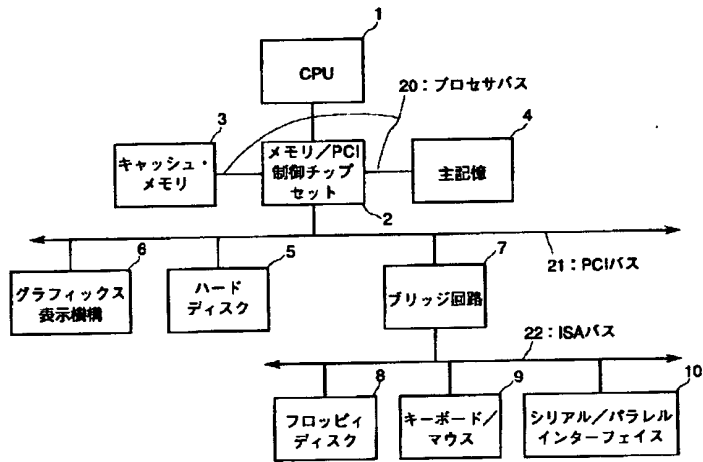 1
CPU
20：プロセサバス
3
4
キャッシュ・
メモリ
メモリ／PCI
制御チップ
セット
主記憶
2
6
5
7
21：PCIバス
グラフィックス
表示機構
ハード
ディスク
ブリッジ回路
22：ISAバス
8
9
10
フロッピィ
ディスク
キーボード／
マウス
シリアル／パラレル
インターフェイス